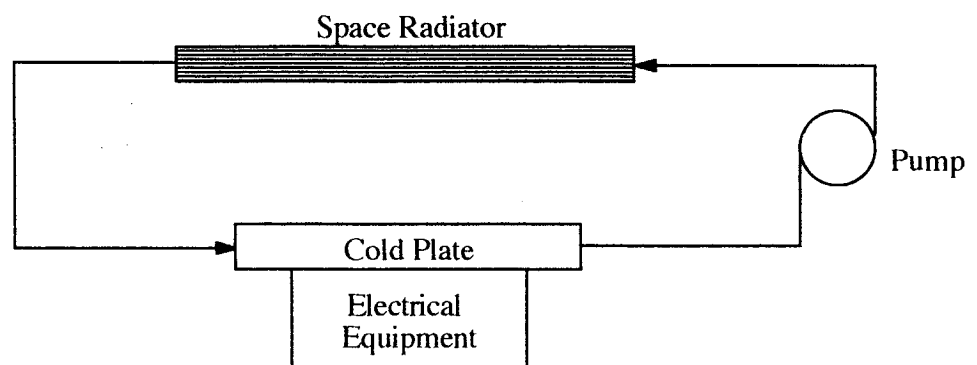 Space Radiator
Pump
Cold Plate
Electrical
Equipment